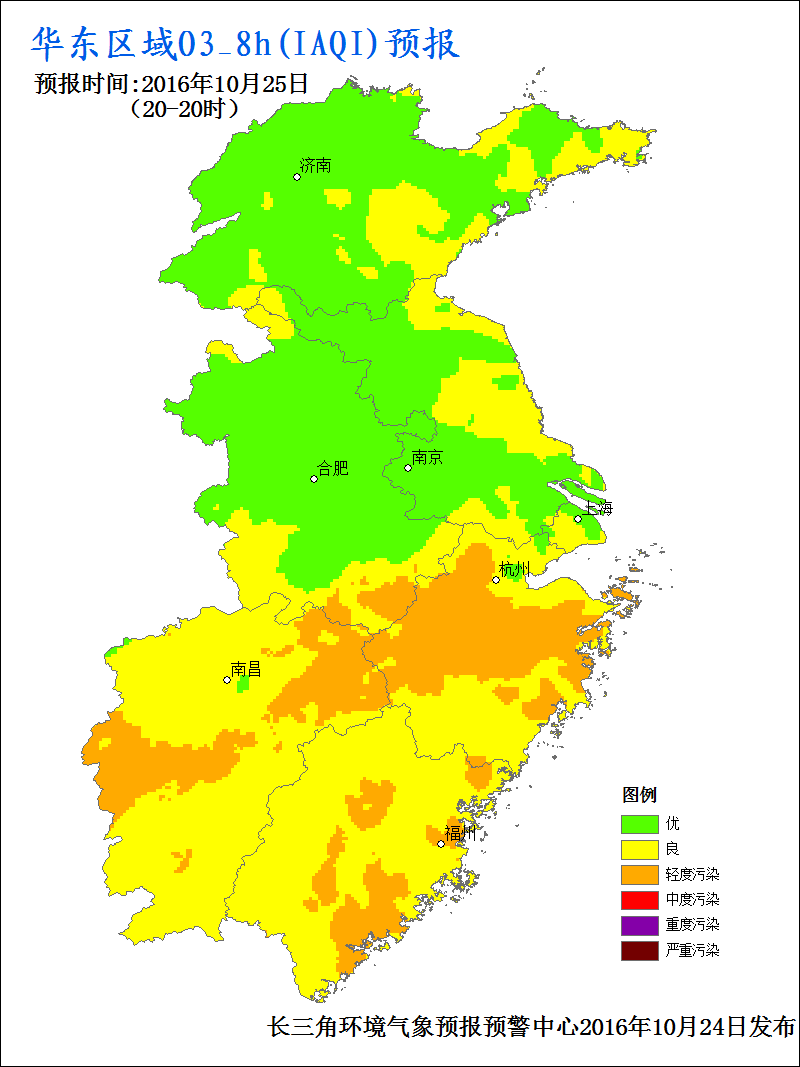 华东区域O3_8h(IAQI)预报
预报时间:2016年10月25日
（20-20时）
济南
合肥
南京
上海
杭州
南昌
福州
图例
优
良
轻度污染
中度污染
重度污染
严重污染
长三角环境气象预报预警中心2016年10月24日发布